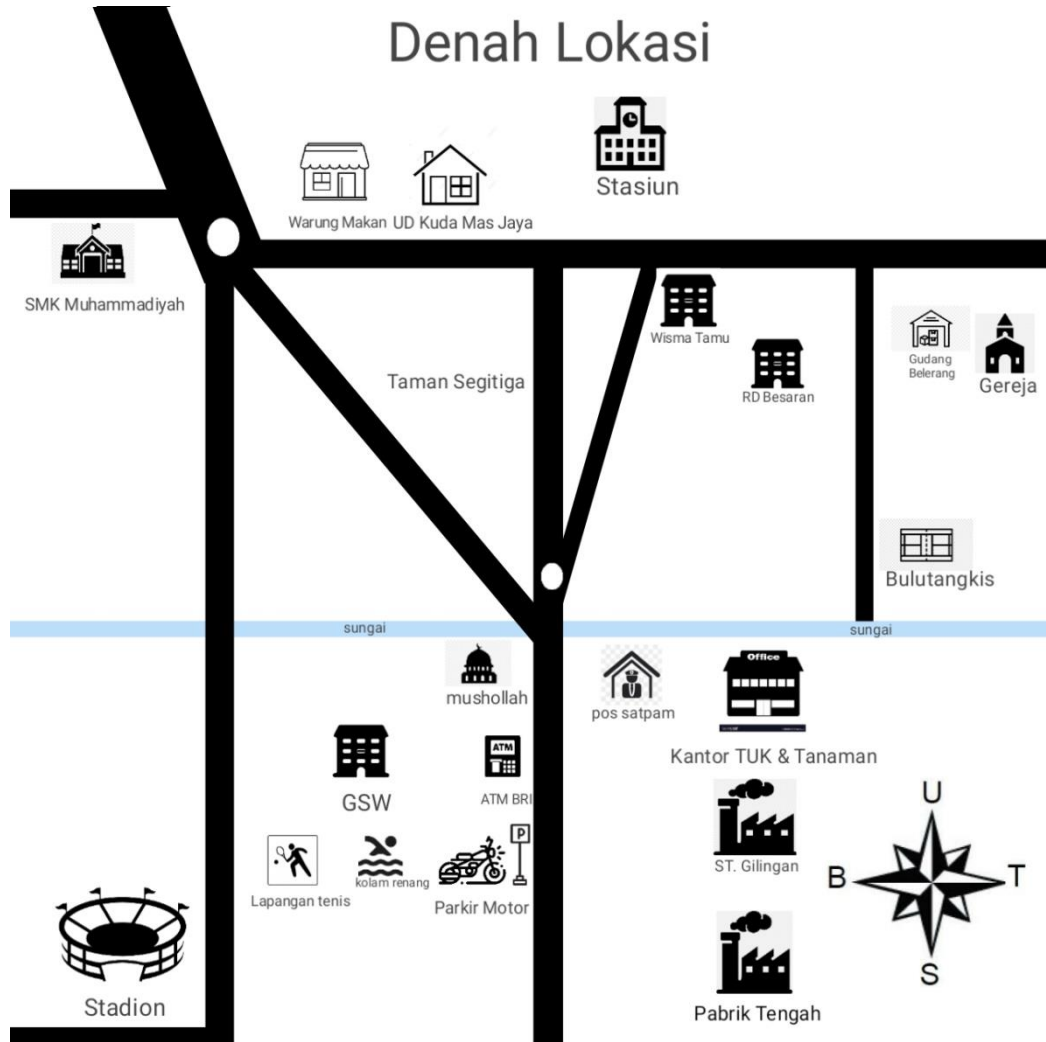 Denah Lokasi
Stasiun
Warung Makan
UD Kuda Mas Jaya
SMK Muhammadiyah
Wisma Tamu
Gudang
Belerang
Gereja
Taman Segitiga
RD Besaran
Bulutangkis
sungai
sungai
mushollah
pos satpam
Office
Kantor TUK & Tanaman
ATM
ATM BRI
GSW
P
Lapangan tenis
kolam renang
Parkir Motor
ST. Gilingan
U
B
T
S
Stadion
Pabrik Tengah